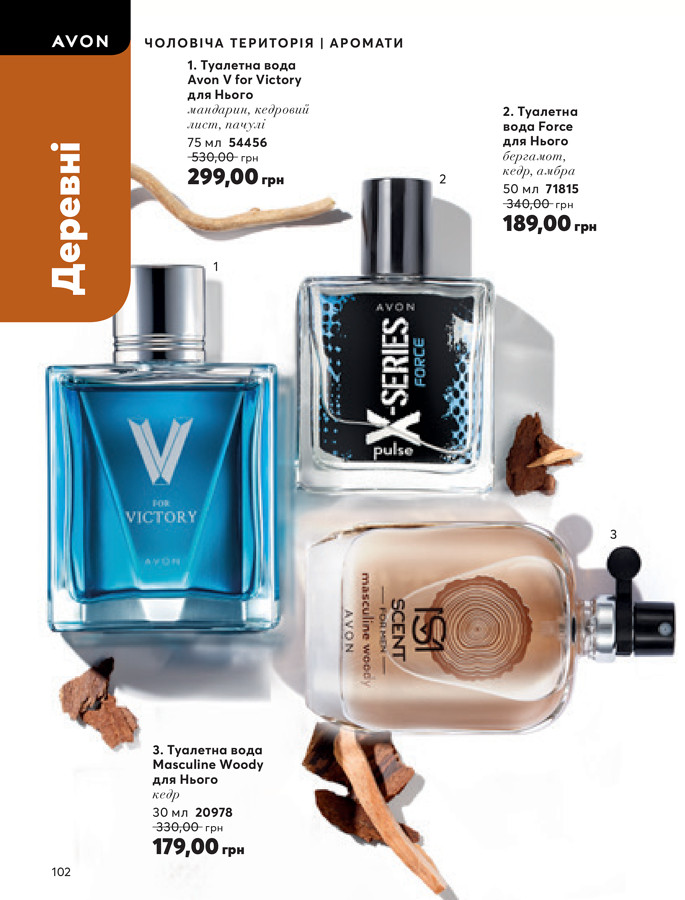 AVON
ЧОЛОВІЧА ТЕРИТОРІЯ | АРОМАТИ
Деревні
1. Туалетна вода
Avon V for Victory
для Нього
мандарин, кедровий
лист, пачулі
75 мл 54456
530,00 грн
299,00 грн
2. Туалетна
вода Force
для Нього
бергамот,
кедр, амбра
50 мл 71815
340,00 грн
189,00 грн
2
1
AVON
X-SERIES
FORCE
pulse
V
FOR
VICTORY
AVON
3
SCENT
FOR MEN
masculine woody
AVON
3. Туалетна вода
Masculine Woody
для Нього
кедр
30 мл 20978
330,00 грн
179,00 грн
102